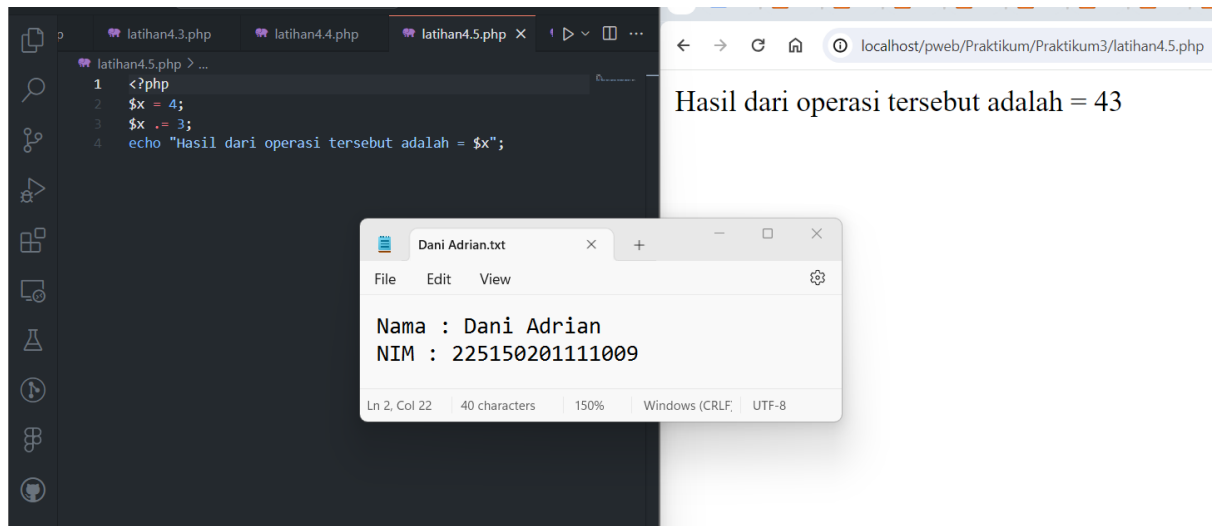 p latihan4.3.php latihan4.4.php latihan4.5.php
latihan4.5.php > ...
1 <?php
2 $x = 4;
3 $x .= 3;
4 echo "Hasil dari operasi tersebut adalah = $x";
localhost/pweb/Praktikum/Praktikum3/latihan4.5.php
Hasil dari operasi tersebut adalah = 43
Dani Adrian.txt
File Edit View
Nama : Dani Adrian
NIM : 225150201111009
Ln 2, Col 22 40 characters 150% Windows (CRLF) UTF-8